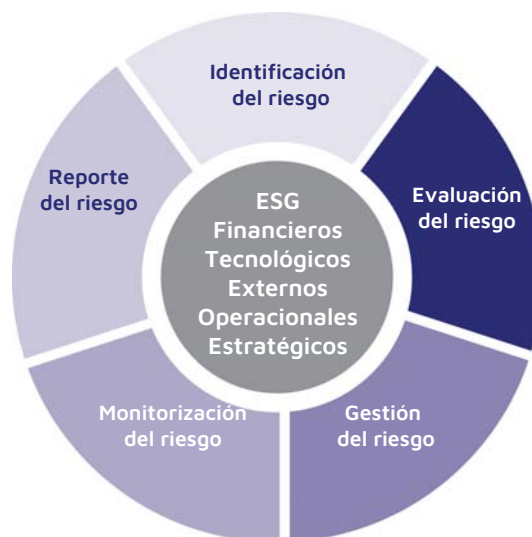 Identificación
del riesgo
Evaluación
del riesgo
Gestión
del riesgo
Monitorización
del riesgo
Reporte
del riesgo
ESG
Financieros
Tecnológicos
Externos
Operacionales
Estratégicos